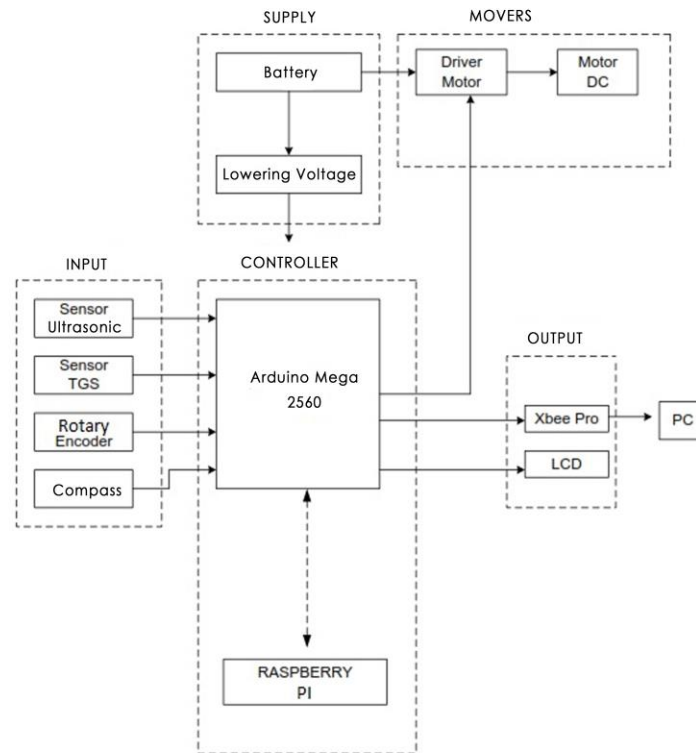 SUPPLY
MOVERS
Battery
Driver
Motor
Motor
DC
Lowering Voltage
INPUT
CONTROLLER
Sensor
Ultrasonic
Sensor
TGS
Rotary
Encoder
Compass
Arduino Mega
2560
OUTPUT
Xbee Pro
PC
LCD
RASPBERRY
PI